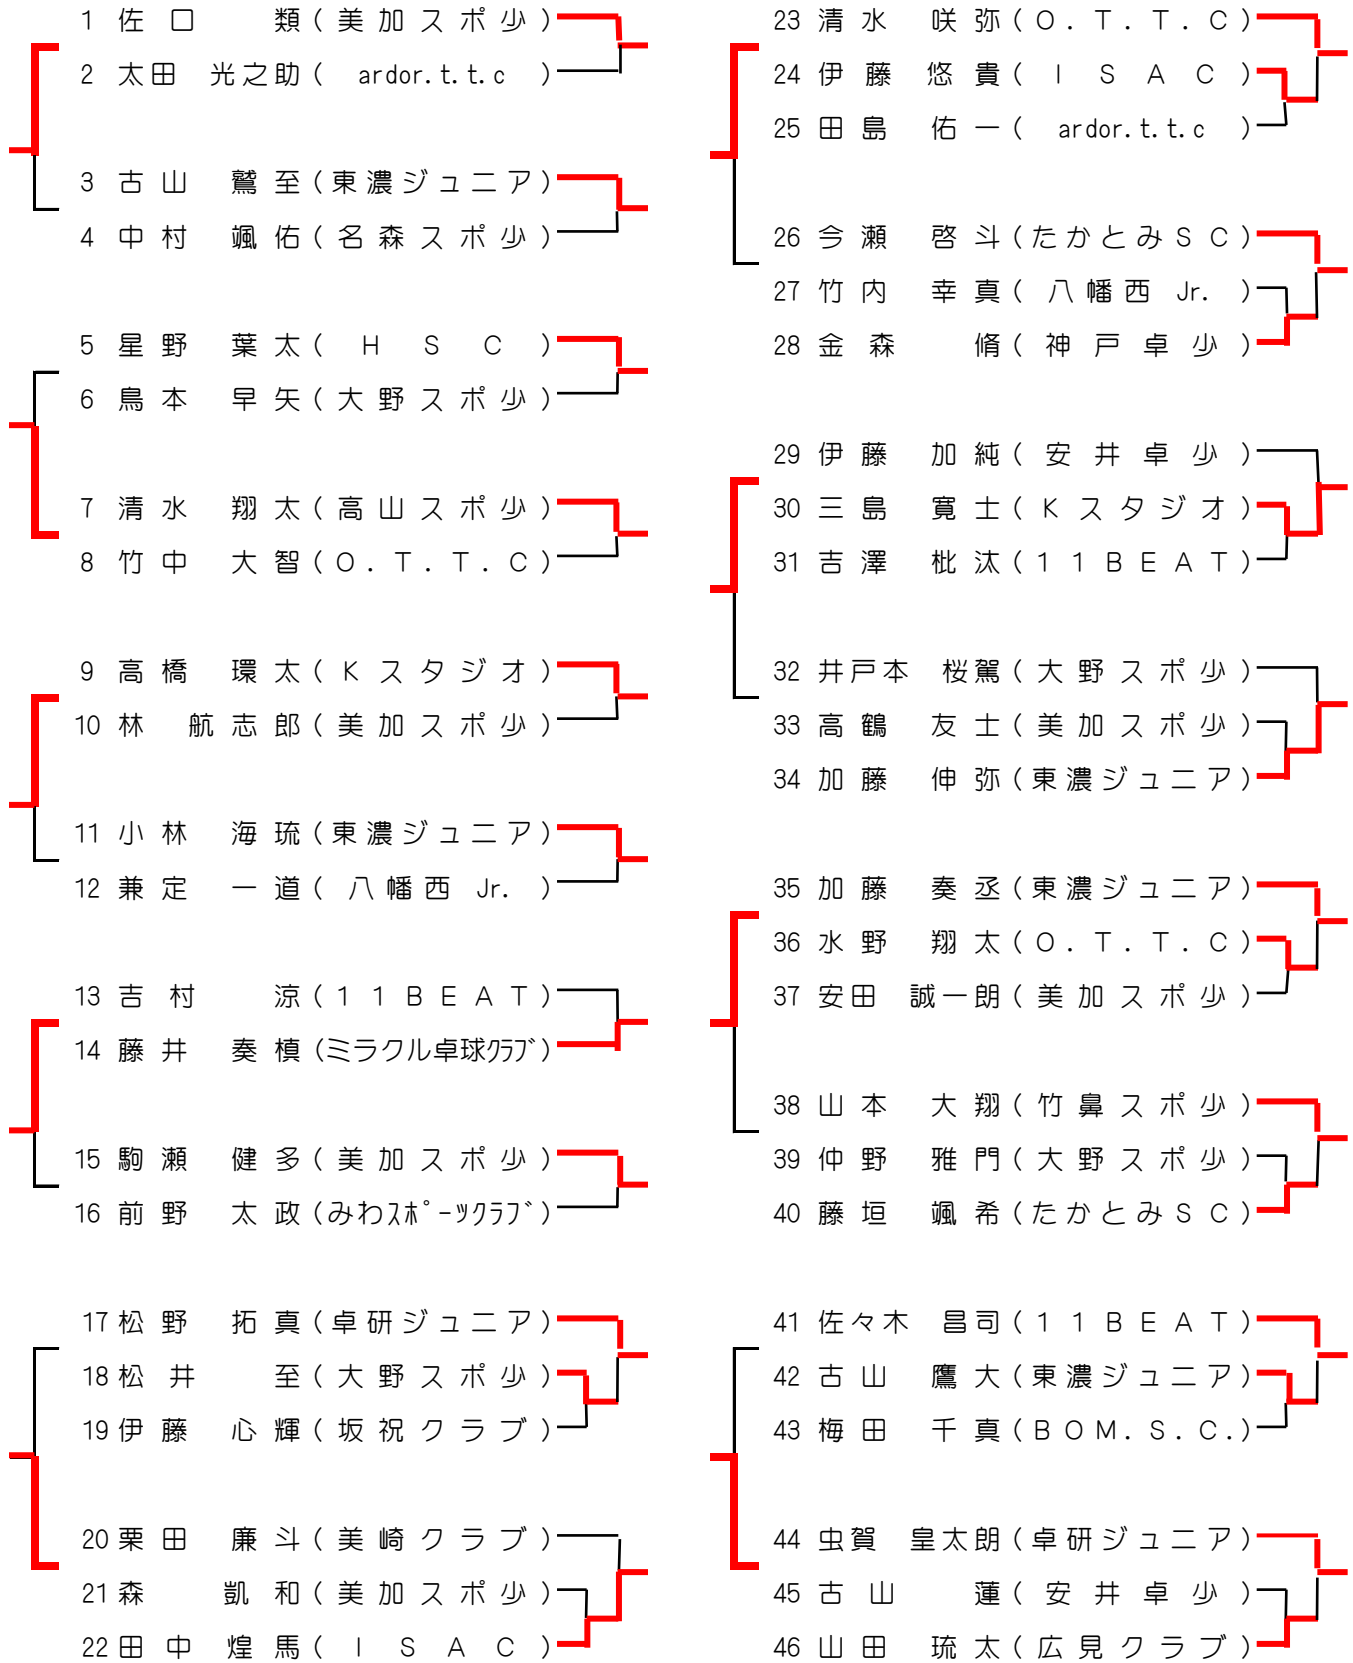 1 佐口 類(美加スポ少)
2 太田 光之助( ardor.t.t.c )
3 古山 鷲至(東濃ジュニア)
4 中村 颯佑(名森スポ少)
5 星野 葉太( H S C )
6 鳥本 早矢(大野スポ少)
7 清水 翔太(高山スポ少)
8 竹中 大智(O.T.T.C)
9 高橋 環太(Kスタジオ)
10 林 航志郎(美加スポ少)
11 小林 海琉(東濃ジュニア)
12 兼定 一道(八幡西 Jr. )
13 吉村 涼(11BEAT)
14 藤井 奏槙(ミラクル卓球クラブ)
15 駒瀬 健多(美加スポ少)
16 前野 太政(みわスポーツクラブ)
17 松野 拓真(卓研ジュニア)
18 松井 至(大野スポ少)
19 伊藤 心輝(坂祝クラブ)
20 栗田 廉斗(美崎クラブ)
21 森 凱和(美加スポ少)
22 田中 煌馬(ISAC)
23 清水 咲弥(O.T.T.C)
24 伊藤 悠貴(ISAC)
25 田島 佑一( ardor.t.t.c )
26 今瀬 啓斗(たかとみSC)
27 竹内 幸真(八幡西 Jr. )
28 金森 脩(神戸卓少)
29 伊藤 加純(安井卓少)
30 三島 寛士(Kスタジオ)
31 吉澤 枇汰(11BEAT)
32 井戸本 桜駕(大野スポ少)
33 高鶴 友士(美加スポ少)
34 加藤 伸弥(東濃ジュニア)
35 加藤 奏丞(東濃ジュニア)
36 水野 翔太(O.T.T.C)
37 安田 誠一朗(美加スポ少)
38 山本 大翔(竹鼻スポ少)
39 仲野 雅門(大野スポ少)
40 藤垣 颯希(たかとみSC)
41 佐々木 昌司(11BEAT)
42 古山 鷹大(東濃ジュニア)
43 梅田 千真(BOM.S.C.)
44 虫賀 皇太朗(卓研ジュニア)
45 古山 蓮(安井卓少)
46 山田 琉太(広見クラブ)